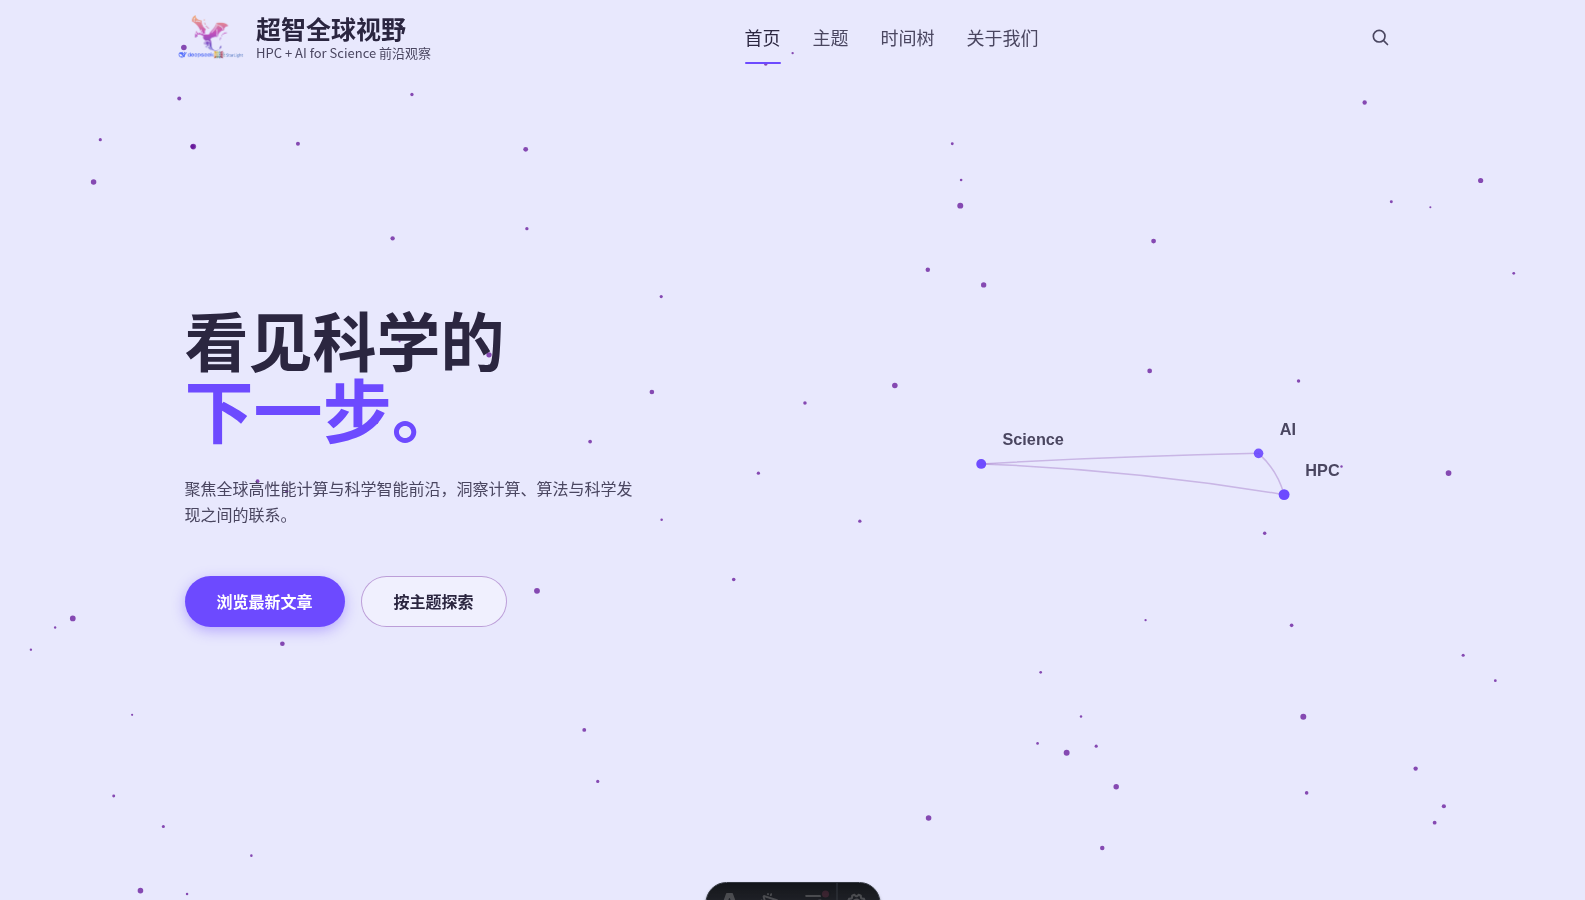 超智全球视野
HPC + AI for Science 前沿观察
首页
主题
时间树
关于我们
看见科学的
下一步。
聚焦全球高性能计算与科学智能前沿，洞察计算、算法与科学发
现之间的联系。
浏览最新文章
按主题探索
Science
AI
HPC